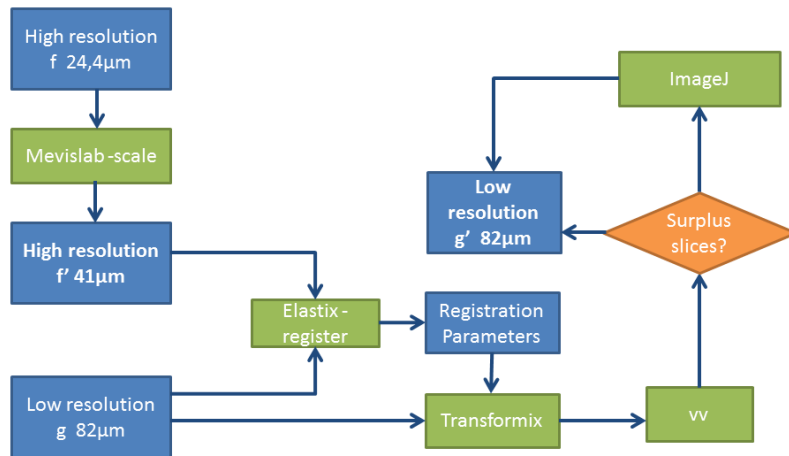 High resolution
f 24,4μm
ImageJ
Mevislab-scale
Low
resolution
g' 82μm
Surplus
slices?
High resolution
f' 41μm
Elastix-
register
Registration
Parameters
Low resolution
g 82μm
Transformix
vv